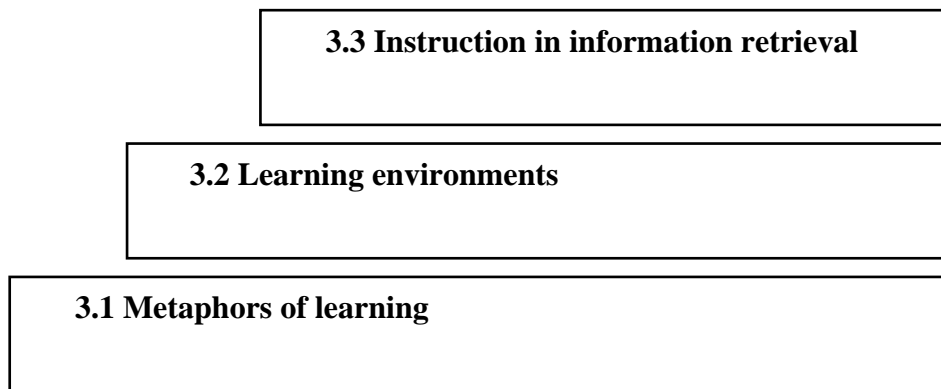 3.3 Instruction in information retrieval
3.2 Learning environments
3.1 Metaphors of learning